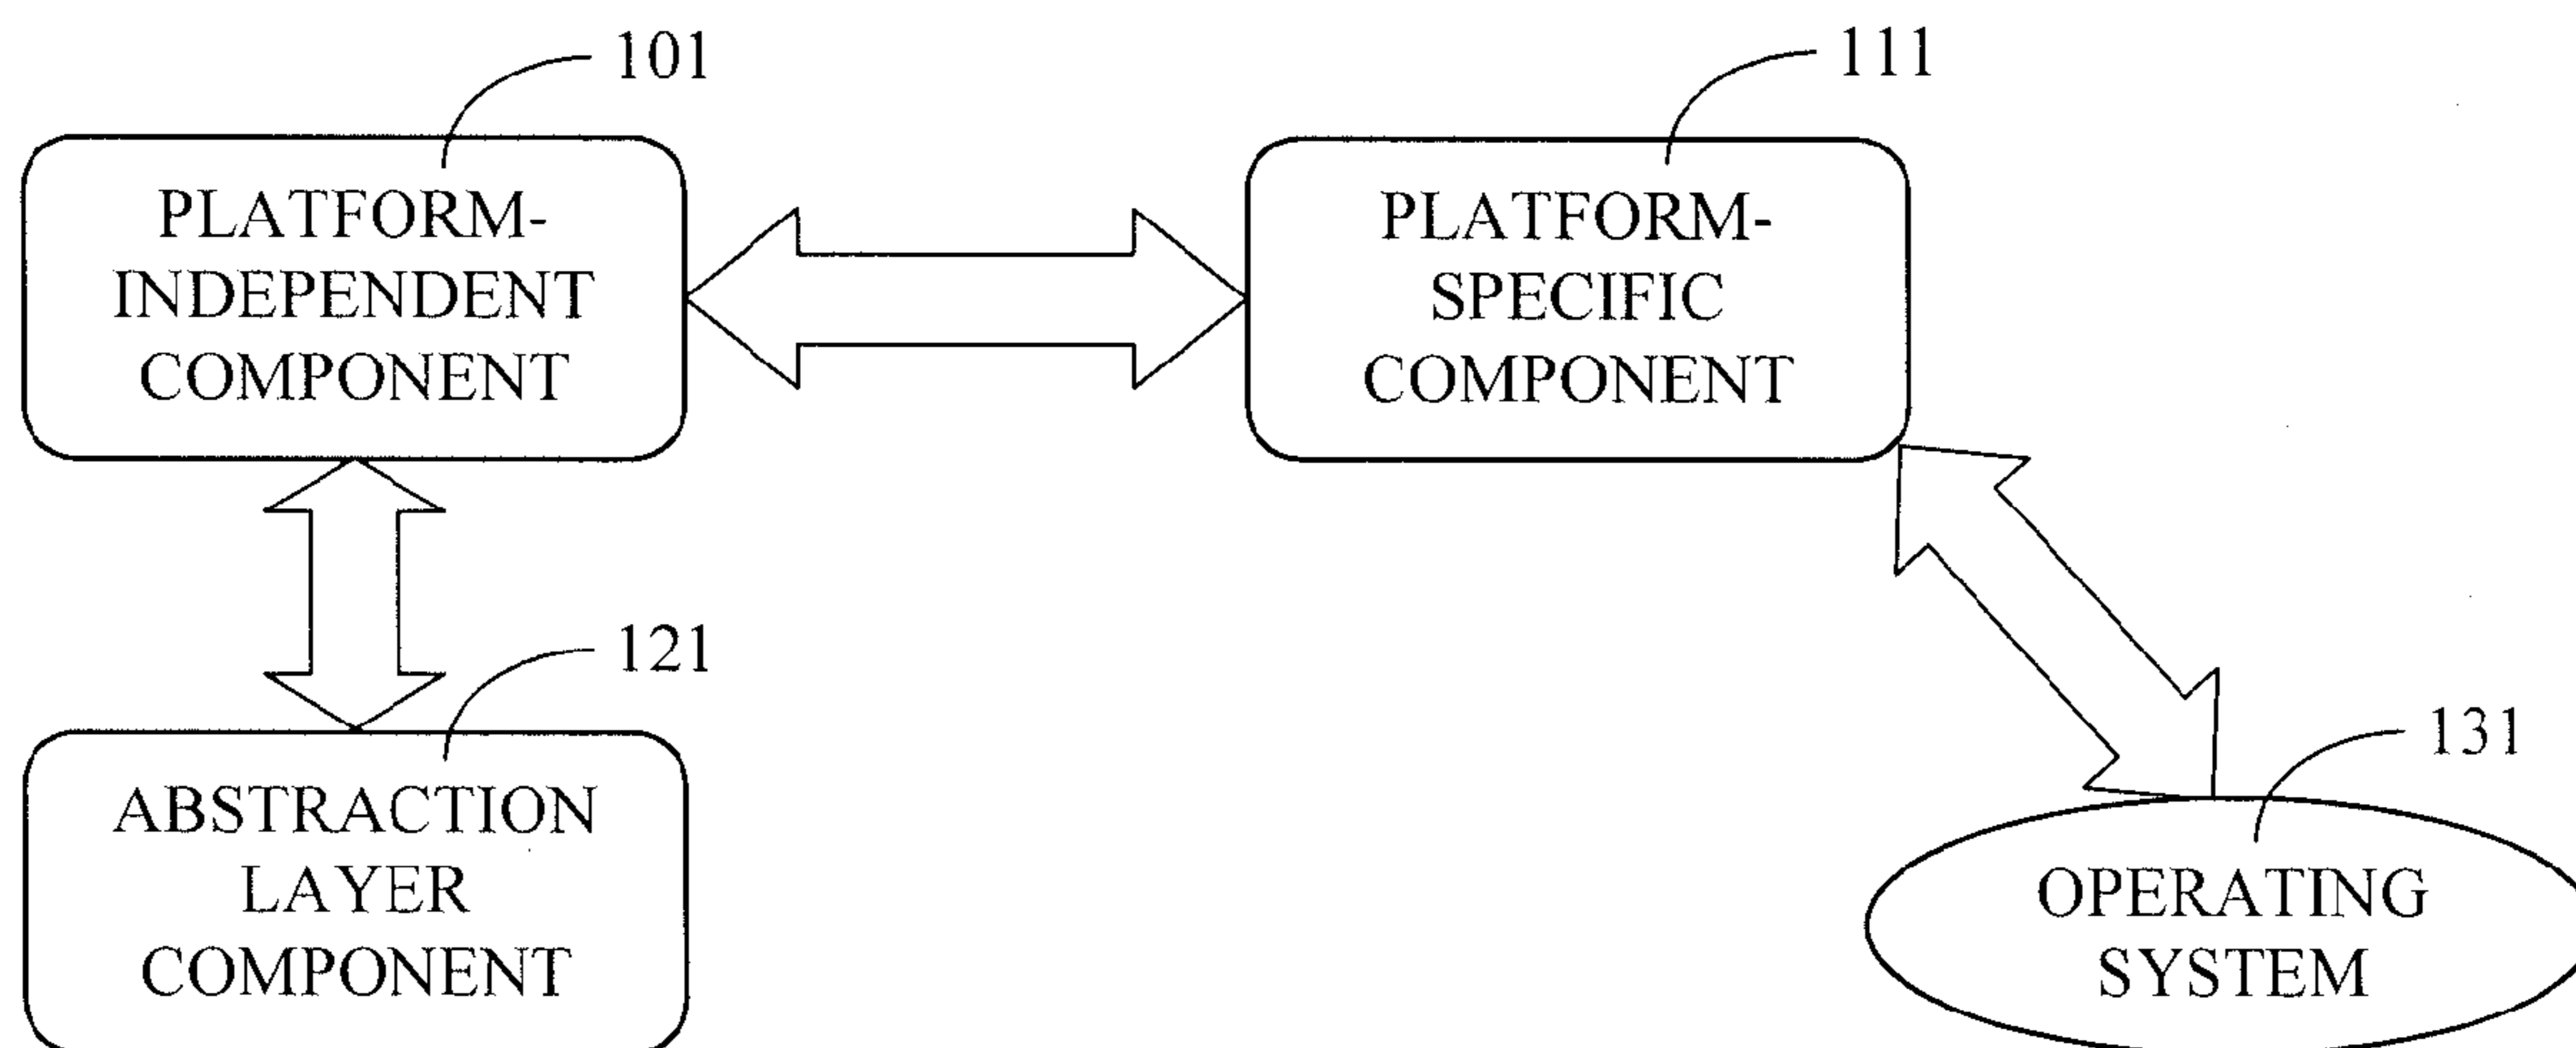 101
PLATFORM-
INDEPENDENT
COMPONENT
111
PLATFORM-
SPECIFIC
COMPONENT
121
ABSTRACTION
LAYER
COMPONENT
131
OPERATING
SYSTEM